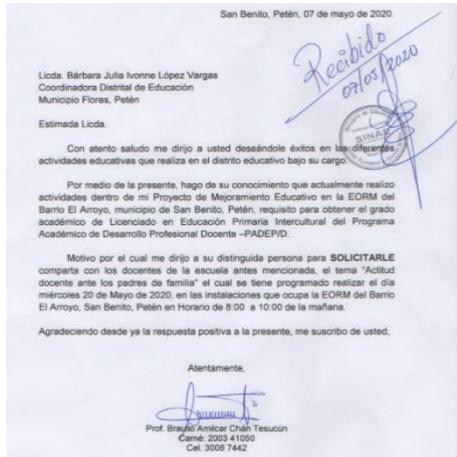 San Benito, Petén, 07 de mayo de 2020.
Recibido
07/05/2020
Licda. Bárbara Julia Ivonne López Vargas
Coordinadora Distrital de Educación
Municipio Flores, Petén
Estimada Licda.
Con atento saludo me dirijo a usted deseándole éxitos en las diferentes
actividades educativas que realiza en el distrito educativo bajo su cargo.
SINAE
Por medio de la presente, hago de su conocimiento que actualmente realizo
actividades dentro de mi Proyecto de Mejoramiento Educativo en la EORM del
Barrio El Arroyo, municipio de San Benito, Petén, requisito para obtener el grado
académico de Licenciado en Educación Primaria Intercultural del Programa
Académico de Desarrollo Profesional Docente –PADEP/D.
Motivo por el cual me dirijo a su distinguida persona para SOLICITARLE
comparta con los docentes de la escuela antes mencionada, el tema “Actitud
docente ante los padres de familia” el cual se tiene programado realizar el día
miércoles 20 de Mayo de 2020, en las instalaciones que ocupa la EORM del Barrio
El Arroyo, San Benito, Petén en Horario de 8:00 a 10:00 de la mañana.
Agradeciendo desde ya la respuesta positiva a la presente, me suscribo de usted,
Atentamente,
Prof. Braulio Amilcar Chán Tesucún
Carné: 2003 41050
Cel. 3008 7442